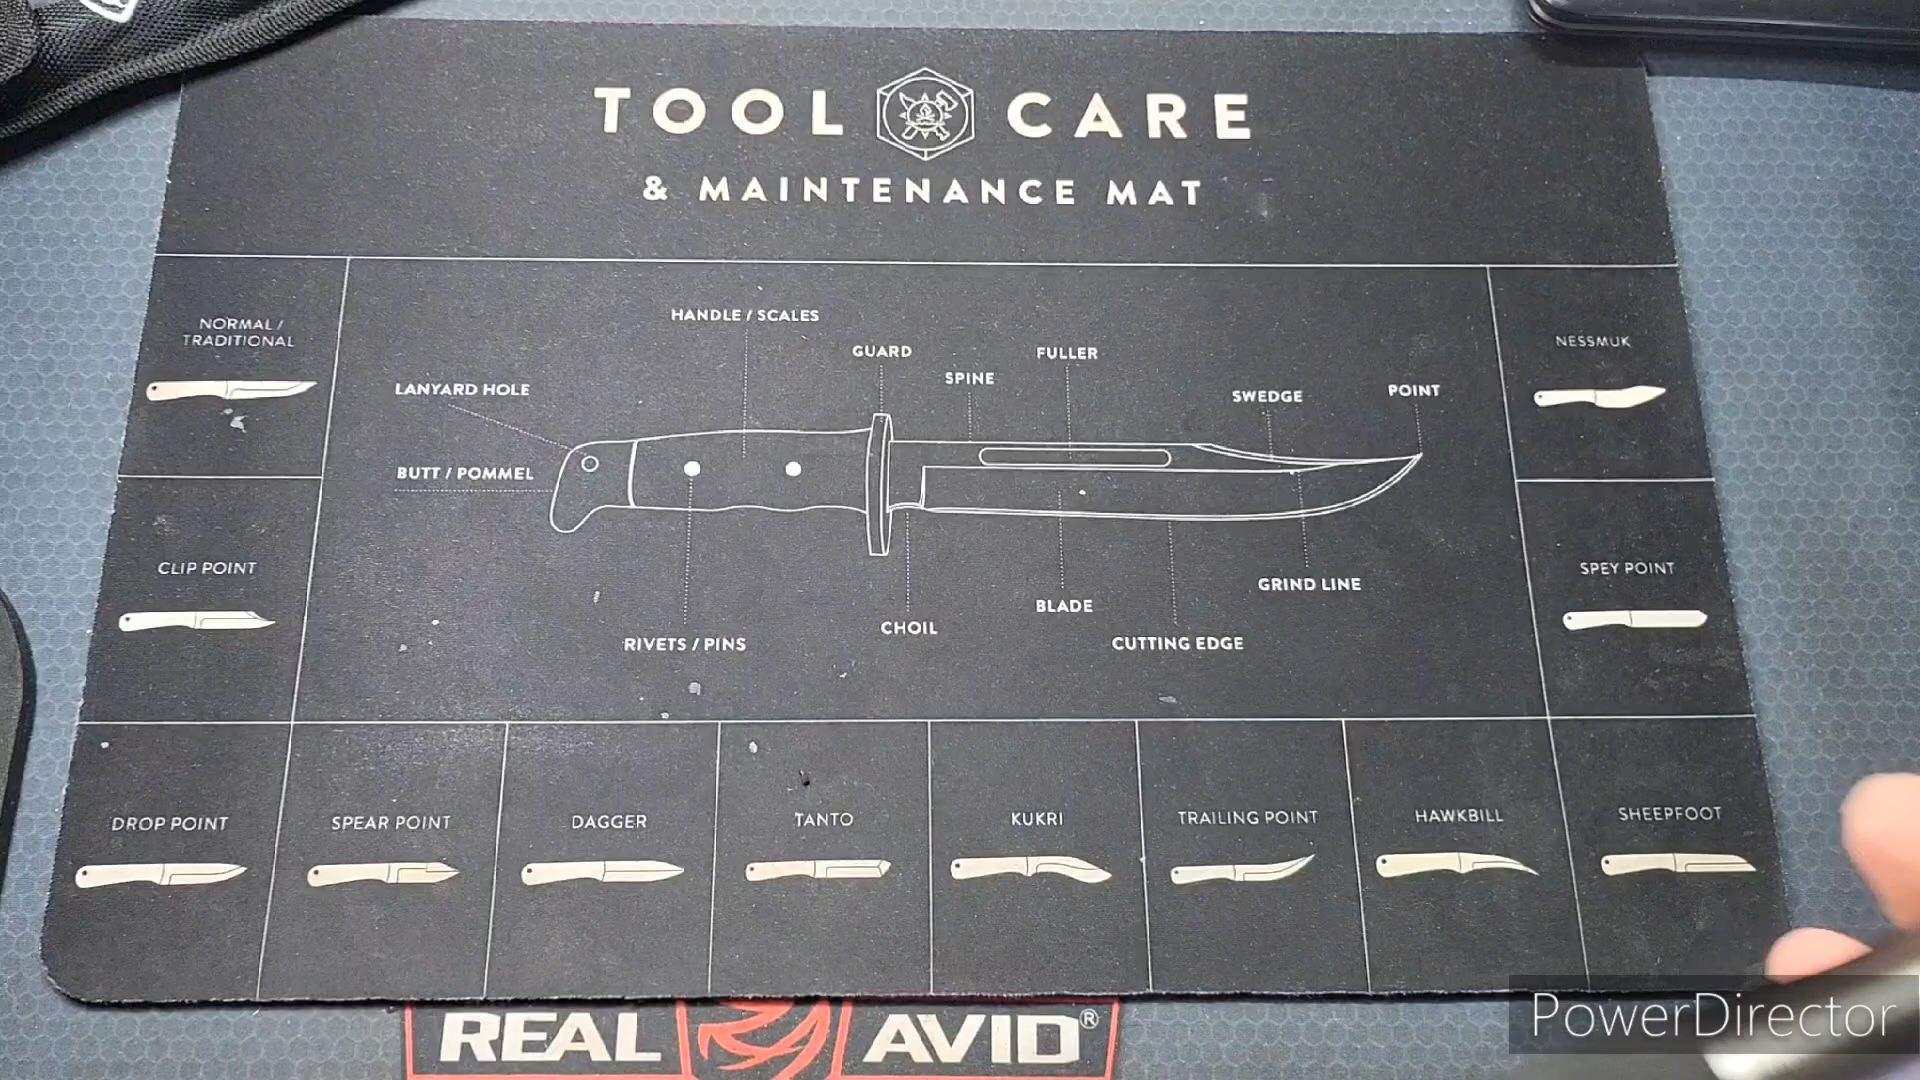 TOOL CARE
& MAINTENANCE MAT
NORMAL /
TRADITIONAL
HANDLE / SCALES
GUARD
FULLER
SPINE
LANYARD HOLE
SWEDGE
POINT
NESSMUK
BUTT / POMMEL
CLIP POINT
SPEY POINT
GRIND LINE
BLADE
CHOIL
RIVETS / PINS
CUTTING EDGE
DROP POINT
SPEAR POINT
DAGGER
TANTO
KUKRI
TRAILING POINT
HAWKBILL
SHEEPFOOT
REAL AVID®
PowerDirector